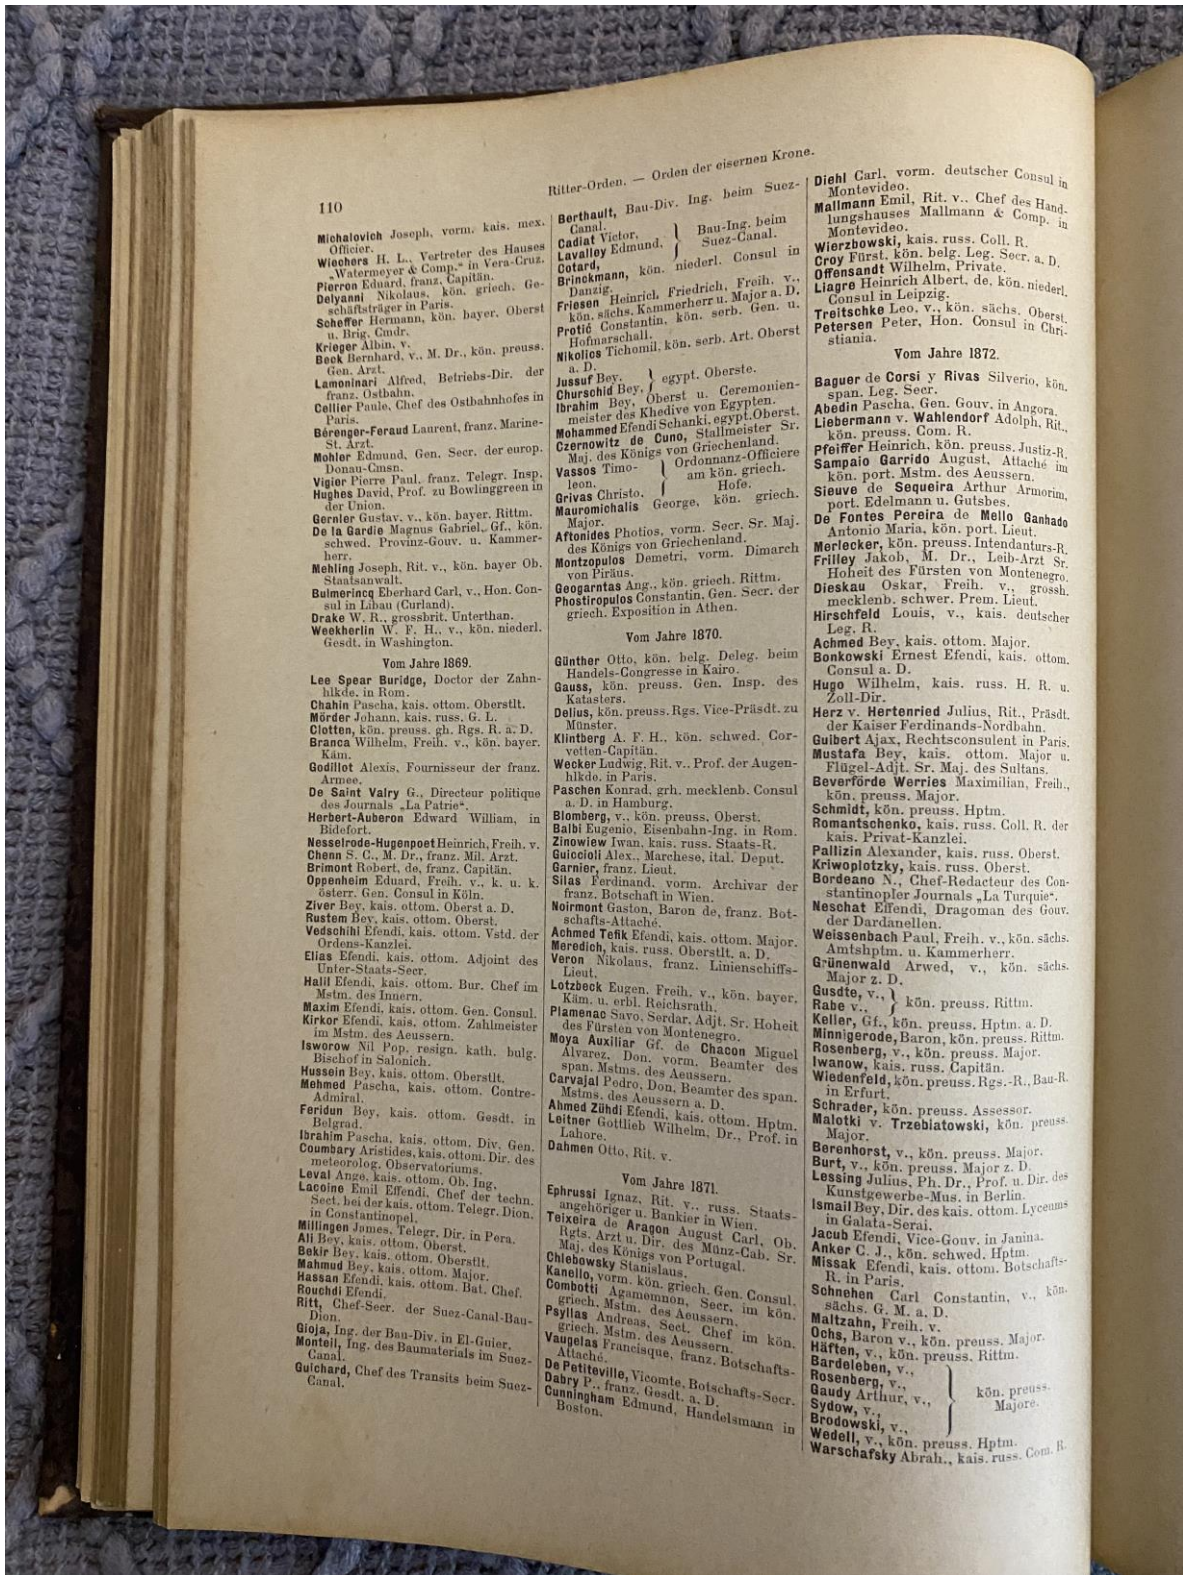 110
Ritter-Orden. — Orden der eisernen Krone.
Michalovich Joseph, vorm. kais. mex.
Officier.
Wiechers H. L., Vertreter des Hauses
„Watermeyer & Comp.“ in Vera-Cruz.
Pierron Eduard, franz. Capitän.
Delyanni Nikolaus, kön. griech. Ge-
schäftsträger in Paris.
Scheffer Hermann, kön. bayer. Oberst
u. Brig. Cmdr.
Krieger Albin, v.
Beck Bernhard, v., M. Dr., kön. preuss.
Gen. Arzt.
Lamoninari Alfred, Betriebs-Dir. der
franz. Ostbahn.
Cellier Paule, Chef des Ostbahnhofes in
Paris.
Bérenger-Feraud Laurent, franz. Marine-
St. Arzt.
Mohler Edmund, Gen. Secr. der europ.
Donau-Cmsn.
Vigier Pierre Paul, franz. Telegr. Insp.
Hughes David, Prof. zu Bowlinggreen in
der Union.
Gernler Gustav, v., kön. bayer. Rittm.
De la Gardie Magnus Gabriel, Gf., kön.
schwed. Provinz-Gouv. u. Kammer-
herr.
Mehling Joseph, Rit. v., kön. bayer Ob.
Staatsanwalt.
Bulmerincq Eberhard Carl, v., Hon. Con-
sul in Libau (Curland).
Drake W. R., grossbrit. Unterthan.
Weekherlin W. F. H., v., kön. niederl.
Gesdt. in Washington.
Vom Jahre 1869.
Lee Spear Buridge, Doctor der Zahn-
hlkde. in Rom.
Chahin Pascha, kais. ottom. Oberstlt.
Mörder Johann, kais. russ. G. L.
Clotten, kön. preuss. gh. Rgs. R. a. D.
Branca Wilhelm, Freih. v., kön. bayer.
Käm.
Godillot Alexis, Fournisseur der franz.
Armee.
De Saint Valry G., Directeur politique
des Journals „La Patrie“.
Herbert-Auberon Edward William, in
Bidefort.
Nesselrode-Hugenpoet Heinrich, Freih. v.
Chenn S. C., M. Dr., franz. Mil. Arzt.
Brimont Robert, de, franz. Capitän.
Oppenheim Eduard, Freih. v., k. u. k.
österr. Gen. Consul in Köln.
Ziver Bey, kais. ottom. Oberst a. D.
Rustem Bey, kais. ottom. Oberst.
Vedschihi Efendi, kais. ottom. Vstd. der
Ordens-Kanzlei.
Elias Efendi, kais. ottom. Adjoint des
Unter-Staats-Secr.
Halil Efendi, kais. ottom. Bur. Chef im
Mstm. des Innern.
Maxim Efendi, kais. ottom. Gen. Consul.
Kirkor Efendi, kais. ottom. Zahlmeister
im Mstm. des Aeussern.
Isworow Nil Pop, resign. kath. bulg.
Bischof in Salonich.
Hussein Bey, kais. ottom. Oberstlt.
Mehmed Pascha, kais. ottom. Contre-
Admiral.
Feridun Bey, kais. ottom. Gesdt. in
Belgrad.
Ibrahim Pascha, kais. ottom. Div. Gen.
Coumbary Aristides, kais. ottom. Dir. des
meteorolog. Observatoriums.
Leval Ange, kais. ottom. Ob. Ing.
Lacoine Emil Effendi, Chef der techn.
Sect. bei der kais. ottom. Telegr. Dion.
in Constantinopel.
Millingen James, Telegr. Dir. in Pera.
Ali Bey, kais. ottom. Oberst.
Bekir Bey, kais. ottom. Oberstlt.
Mahmud Bey, kais. ottom. Major.
Hassan Efendi, kais. ottom. Bat. Chef.
Rouchdi Efendi.
Ritt, Chef-Secr. der Suez-Canal-Bau-
Dion.
Gioja, Ing. der Bau-Div. in El-Guier.
Monteil, Ing. des Baumaterials im Suez-
Canal.
Guichard, Chef des Transits beim Suez-
Canal.
Berthault, Bau-Div. Ing. beim Suez-
Canal.
Cadiat Victor,
Lavalley Edmund,
Cotard,
Bau-Ing. beim
Suez-Canal.
Brinckmann, kön. niederl. Consul in
Danzig.
Friesen Heinrich Friedrich, Freih. v.,
kön. sächs. Kammerherr u. Major a. D.
Protić Constantin, kön. serb. Gen. u.
Hofmarschall.
Nikolics Tichomil, kön. serb. Art. Oberst
a. D.
Jussuf Bey,
Churschid Bey,
egypt. Oberste.
Ibrahim Bey, Oberst u. Ceremonien-
meister des Khedive von Egypten.
Mohammed Efendi Schanki, egypt. Oberst.
Czernowitz de Cuno, Stallmeister Sr.
Maj. des Königs von Griechenland.
Vassos Timo-
leon.
Grivas Christo.
Ordonnanz-Officiere
am kön. griech.
Hofe.
Mauromichalis George, kön. griech.
Major.
Aftonides Photios, vorm. Secr. Sr. Maj.
des Königs von Griechenland.
Montzopulos Demetri, vorm. Dimarch
von Piräus.
Geogarntas Ang., kön. griech. Rittm.
Phostiropulos Constantin, Gen. Secr. der
griech. Exposition in Athen.
Vom Jahre 1870.
Günther Otto, kön. belg. Deleg. beim
Handels-Congresse in Kairo.
Gauss, kön. preuss. Gen. Insp. des
Katasters.
Delius, kön. preuss. Rgs. Vice-Präsdt. zu
Münster.
Klintberg A. F. H., kön. schwed. Cor-
vetten-Capitän.
Wecker Ludwig, Rit. v.. Prof. der Augen-
hlkde. in Paris.
Paschen Konrad, grh. mecklenb. Consul
a. D. in Hamburg.
Blomberg, v., kön. preuss. Oberst.
Balbi Eugenio, Eisenbahn-Ing. in Rom.
Zinowiew Iwan, kais. russ. Staats-R.
Guiccioli Alex., Marchese, ital. Deput.
Garnier, franz. Lieut.
Silas Ferdinand, vorm. Archivar der
franz. Botschaft in Wien.
Noirmont Gaston, Baron de, franz. Bot-
schafts-Attaché.
Achmed Tefik Efendi, kais. ottom. Major.
Meredich, kais. russ. Oberstlt. a. D.
Veron Nikolaus, franz. Linienschiffs-
Lieut.
Lotzbeck Eugen, Freih. v., kön. bayer.
Käm. u. erbl. Reichsrath.
Plamenac Savo, Serdar, Adjt. Sr. Hoheit
des Fürsten von Montenegro.
Moya Auxiliar Gf. de Chacon Miguel
Alvarez, Don, vorm. Beamter des
span. Mstms. des Aeussern.
Carvajal Pedro, Don, Beamter des span.
Mstms. des Aeussern a. D.
Ahmed Zühdi Efendi, kais. ottom. Hptm.
Leitner Gottlieb Wilhelm, Dr., Prof. in
Lahore.
Dahmen Otto, Rit. v.
Vom Jahre 1871.
Ephrussi Ignaz, Rit. v., russ. Staats-
angehöriger u. Bankier in Wien.
Teixeira de Aragon August Carl, Ob.
Rgts. Arzt u. Dir. des Münz-Cab. Sr.
Maj. des Königs von Portugal.
Chlebowsky Stanislaus.
Kanello, vorm. kön. griech. Gen. Consul.
Combotti Agamemnon, Secr. im kön.
griech. Mstm. des Aeussern.
Psyllas Andreas, Sect. Chef im kön.
griech. Mstm. des Aeussern.
Vaugelas Francisque, franz. Botschafts-
Attaché.
De Petiteville, Vicomte, Botschafts-Secr.
Dabry P., franz. Gesdt. a. D.
Cunningham Edmund, Handelsmann in
Boston.
Diehl Carl, vorm. deutscher Consul in
Montevideo.
Mallmann Emil, Rit. v., Chef des Hand-
lungshauses Mallmann & Comp. in
Montevideo.
Wierzbowski, kais. russ. Coll. R.
Croy Fürst, kön. belg. Leg. Secr. a. D.
Offensandt Wilhelm, Private.
Liagre Heinrich Albert, de, kön. niederl.
Consul in Leipzig.
Treitschke Leo, v., kön. sächs. Oberst.
Petersen Peter, Hon. Consul in Chri-
stiania.
Vom Jahre 1872.
Baguer de Corsi y Rivas Silverio, kön.
span. Leg. Secr.
Abedin Pascha, Gen. Gouv. in Angora.
Liebermann v. Wahlendorf Adolph, Rit.,
kön. preuss. Com. R.
Pfeiffer Heinrich, kön. preuss. Justiz-R.
Sampaio Garrido August, Attaché im
kön. port. Mstm. des Aeussern.
Sieuve de Sequeira Arthur Armorim,
port. Edelmann u. Gutsbes.
De Fontes Pereira de Mello Ganhado
Antonio Maria, kön. port. Lieut.
Merlecker, kön. preuss. Intendanturs-R.
Frilley Jakob, M. Dr., Leib-Arzt Sr.
Hoheit des Fürsten von Montenegro.
Dieskau Oskar, Freih. v., grossh.
mecklenb. schwer. Prem. Lieut.
Hirschfeld Louis, v., kais. deutscher
Leg. R.
Achmed Bey, kais. ottom. Major.
Bonkowski Ernest Efendi, kais. ottom.
Consul a. D.
Hugo Wilhelm, kais. russ. H. R. u.
Zoll-Dir.
Herz v. Hertenried Julius, Rit., Präsdt.
der Kaiser Ferdinands-Nordbahn.
Guibert Ajax, Rechtsconsulent in Paris.
Mustafa Bey, kais. ottom. Major u.
Flügel-Adjt. Sr. Maj. des Sultans.
Beverförde Werries Maximilian, Freih.,
kön. preuss. Major.
Schmidt, kön. preuss. Hptm.
Romantschenko, kais. russ. Coll. R. der
kais. Privat-Kanzlei.
Pallizin Alexander, kais. russ. Oberst.
Kriwoplotzky, kais. russ. Oberst.
Bordeano N., Chef-Redacteur des Con-
stantinopler Journals „La Turquie“.
Neschat Effendi, Dragoman des Gouv.
der Dardanellen.
Weissenbach Paul, Freih. v., kön. sächs.
Amtshptm. u. Kammerherr.
Grünenwald Arwed, v., kön. sächs.
Major z. D.
Gusdte, v.,
Rabe v.,
kön. preuss. Rittm.
Keller, Gf., kön. preuss. Hptm. a. D.
Minnigerode, Baron, kön. preuss. Rittm.
Rosenberg, v., kön. preuss. Major.
Iwanow, kais. russ. Capitän.
Wiedenfeld, kön. preuss. Rgs.-R., Bau-R.
in Erfurt.
Schrader, kön. preuss. Assessor.
Malotki v. Trzebiatowski, kön. preuss.
Major.
Berenhorst, v., kön. preuss. Major.
Burt, v., kön. preuss. Major z. D.
Lessing Julius, Ph. Dr., Prof. u. Dir. des
Kunstgewerbe-Mus. in Berlin.
Ismail Bey, Dir. des kais. ottom. Lyceums
in Galata-Serai.
Jacub Efendi, Vice-Gouv. in Janina.
Anker C. J., kön. schwed. Hptm.
Missak Efendi, kais. ottom. Botschafts-
R. in Paris.
Schnehen Carl Constantin, v., kön.
sächs. G. M. a. D.
Maltzahn, Freih. v.
Ochs, Baron v., kön. preuss. Major.
Häften, v., kön. preuss. Rittm.
Bardeleben, v.,
Rosenberg, v.,
Gaudy Arthur, v.,
Sydow, v.,
Brodowski, v.,
kön. preuss.
Majore.
Wedell, v., kön. preuss. Hptm.
Warschafsky Abrah., kais. russ. Com. R.